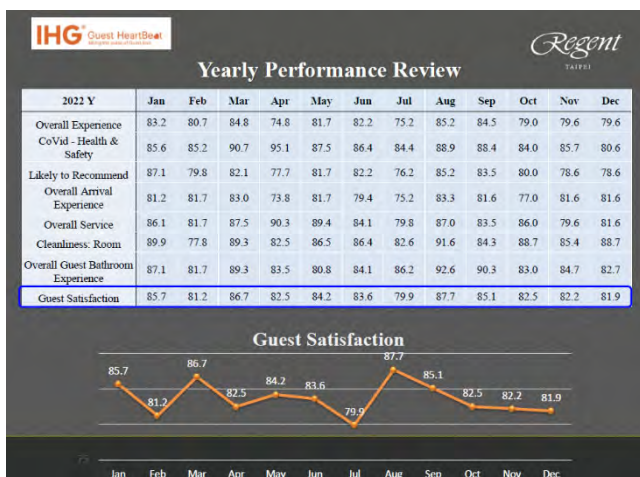 IHG® Guest HeartBeat
Regent
TAIPEI
Yearly Performance Review
2022 Y Jan Feb Mar Apr May Jun Jul Aug Sep Oct Nov Dec
Overall Experience 83.2 80.7 84.8 74.8 81.7 82.2 75.2 85.2 84.5 79.0 79.6 79.6
CoVid - Health & Safety 85.6 85.2 90.7 95.1 87.5 86.4 84.4 88.9 88.4 84.0 85.7 80.6
Likely to Recommend 87.1 79.8 82.1 77.7 81.7 82.2 76.2 85.2 83.5 80.0 78.6 78.6
Overall Arrival Experience 81.2 81.7 83.0 73.8 81.7 79.4 75.2 83.3 81.6 77.0 81.6 81.6
Overall Service 86.1 81.7 87.5 90.3 89.4 84.1 79.8 87.0 83.5 86.0 79.6 81.6
Cleanliness: Room 89.9 77.8 89.3 82.5 86.5 86.4 82.6 91.6 84.3 88.7 85.4 88.7
Overall Guest Bathroom Experience 87.1 81.7 89.3 83.5 80.8 84.1 86.2 92.6 90.3 83.0 84.7 82.7
Guest Satisfaction 85.7 81.2 86.7 82.5 84.2 83.6 79.9 87.7 85.1 82.5 82.2 81.9
Guest Satisfaction
85.7 81.2 86.7 82.5 84.2 83.6 79.9 87.7 85.1 82.5 82.2 81.9
75
Jan Feb Mar Apr May Jun Jul Aug Sep Oct Nov Dec